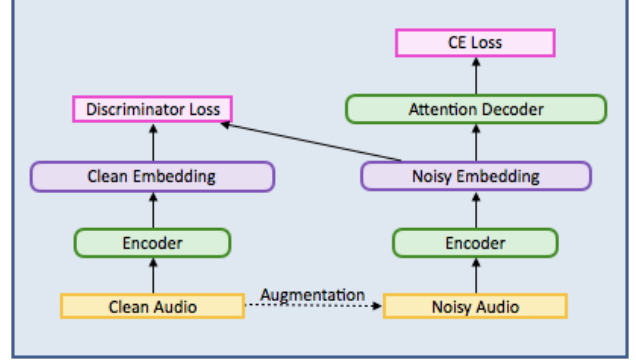 CE Loss
Discriminator Loss
Attention Decoder
Clean Embedding
Noisy Embedding
Encoder
Encoder
Clean Audio
Augmentation
Noisy Audio